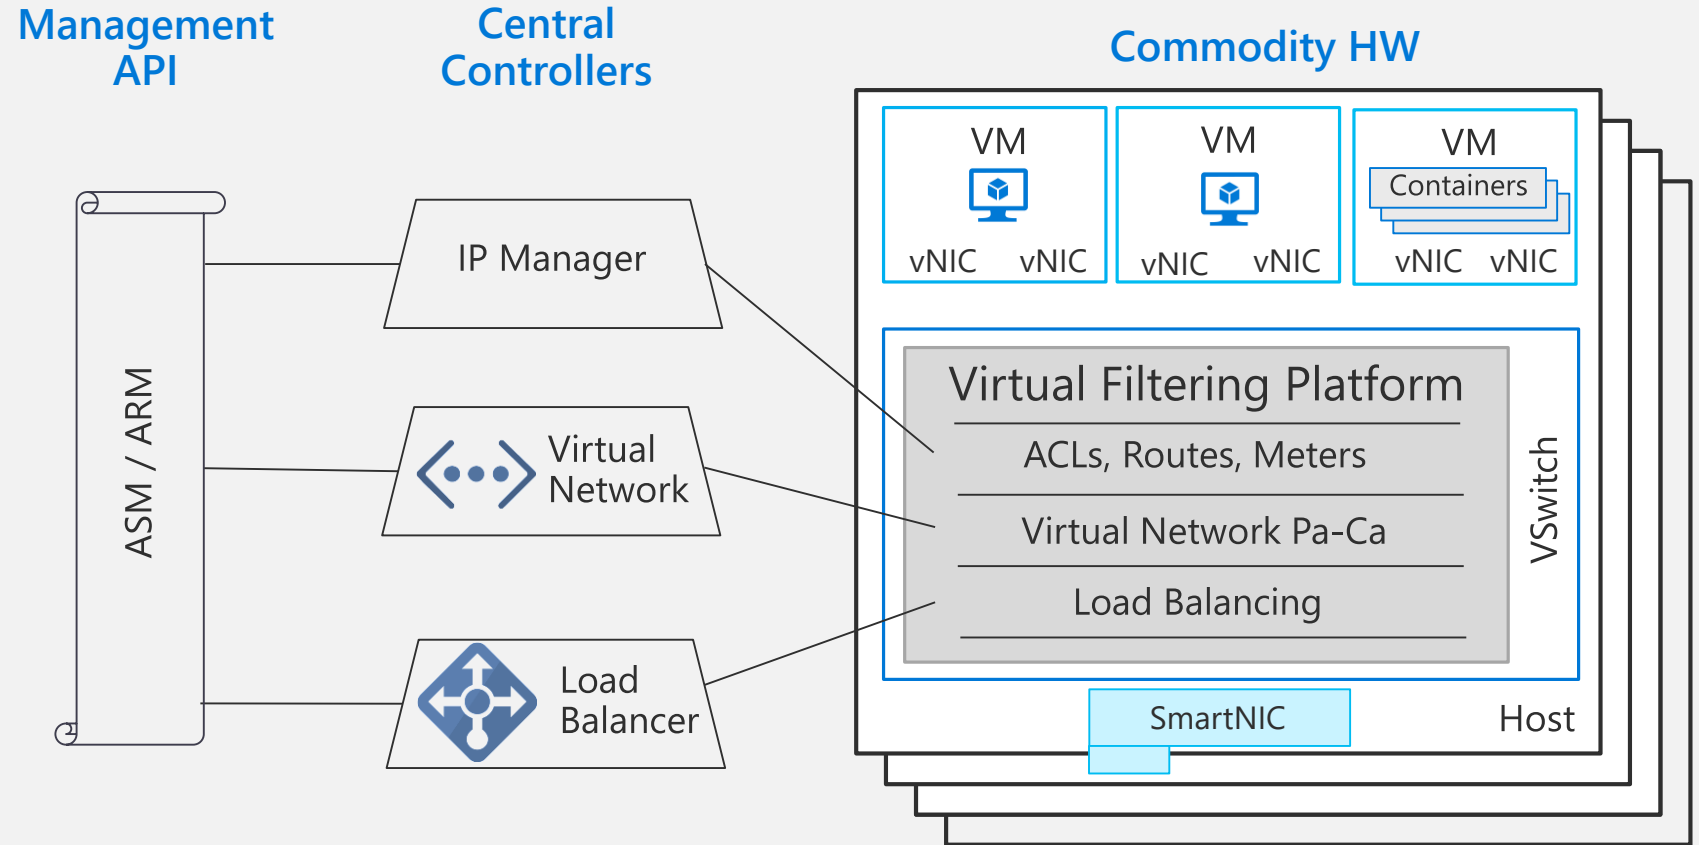 Management
API
Central
Controllers
Commodity HW
ASM / ARM
IP Manager
Virtual
Network
Load
Balancer
VM
vNIC vNIC
VM
vNIC vNIC
VM
Containers
vNIC vNIC
Virtual Filtering Platform
ACLs, Routes, Meters
Virtual Network Pa-Ca
Load Balancing
VSwitch
SmartNIC
Host